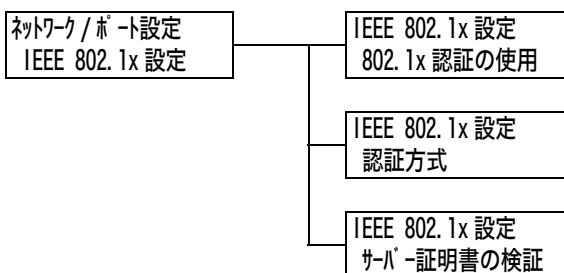 ﾈｯﾄﾜｰｸ / ﾎﾟｰﾄ設定
IEEE 802.1x 設定
IEEE 802.1x 設定
802.1x 認証の使用
IEEE 802.1x 設定
認証方式
IEEE 802.1x 設定
ｻｰﾊﾞｰ証明書の検証